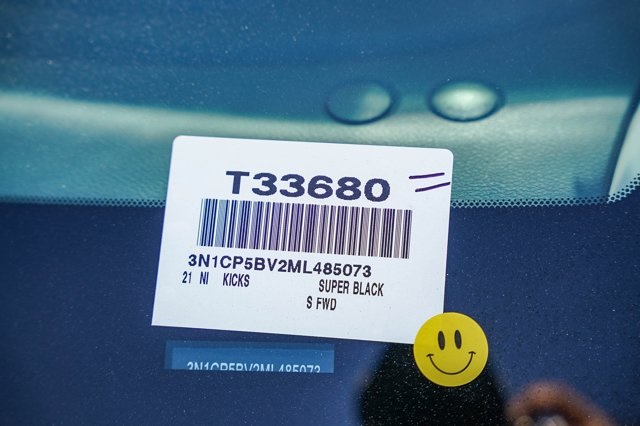 T33680
3N1CP5BV2ML485073
21 NI KICKS SUPER BLACK
S FWD
3N1CP5BV2ML485073